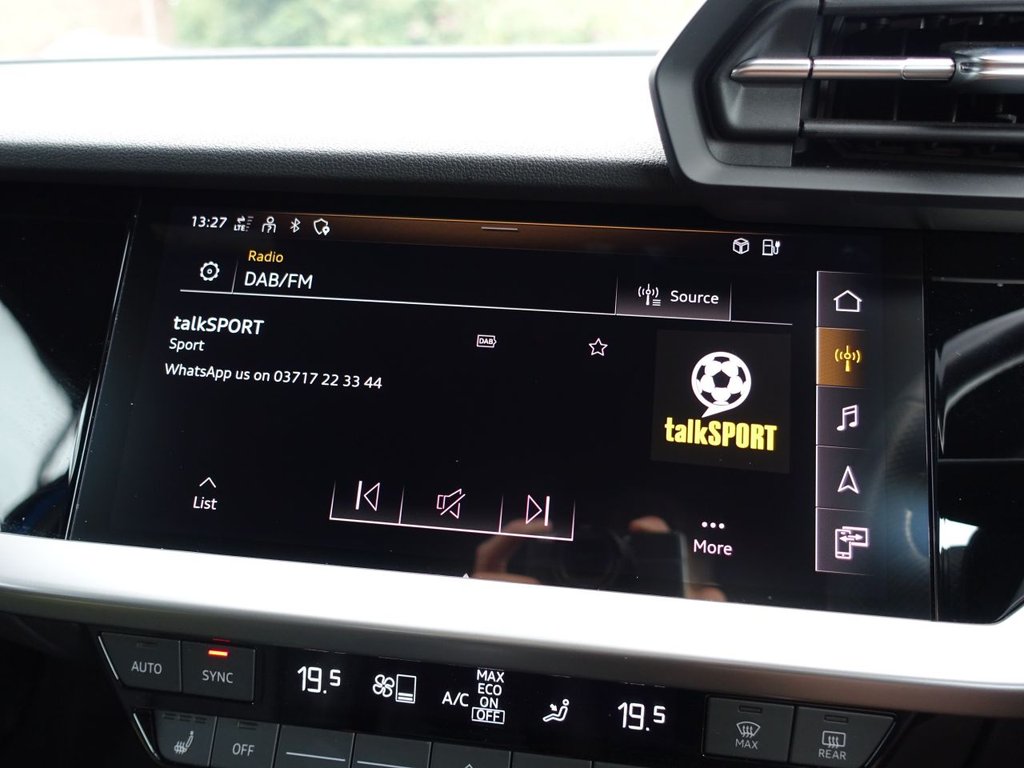 13:27 LTE
Radio
DAB/FM
Source
talkSPORT
Sport
DAB
WhatsApp us on 03717 22 33 44
talkSPORT
List
More
AUTO
SYNC
19.5
A/C
MAX
ECO
ON
OFF
19.5
OFF
MAX
REAR